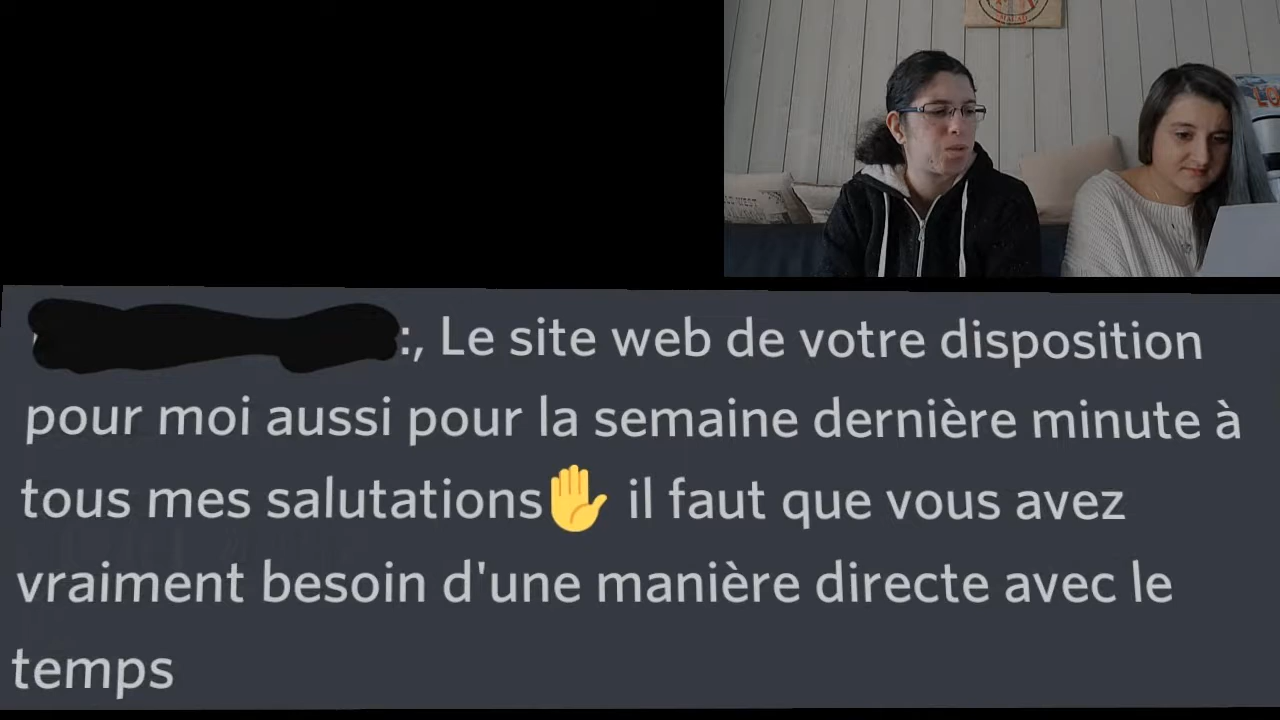 :, Le site web de votre disposition
pour moi aussi pour la semaine dernière minute à
tous mes salutations✋ il faut que vous avez
vraiment besoin d'une manière directe avec le
temps